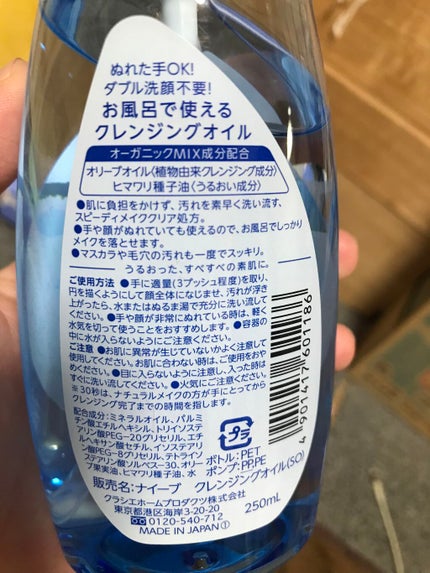 ぬれた手OK!
ダブル洗顔不要!
お風呂で使える
クレンジングオイル
オーガニックMIX成分配合
オリーブオイル〈植物由来クレンジング成分〉
ヒマワリ種子油〈うるおい成分〉
●肌に負担をかけず、汚れを素早く洗い流す、
スピーディメイククリア処方。
●手や顔がぬれていても使えるので、お風呂でしっかり
メイクを落とせます。
●マスカラや毛穴の汚れも一度でスッキリ。
うるおった、すべすべの素肌に。
ご使用方法 ●手に適量(3プッシュ程度)を取り、
円を描くようにして顔全体になじませ、汚れが浮き
上がったら、水またはぬるま湯で充分に洗い流して
ください。●手や顔が非常にぬれている時は、軽く
水気を切って使うことをおすすめします。●容器の
中に水が入らないようにご注意ください。
ご注意 ●お肌に異常が生じていないかよく注意して
使用してください。お肌に合わない時は、ご使用をおや
めください。●目に入らないように注意し、入った時は
すぐに洗い流してください。●火気にご注意ください。
※30秒は、ナチュラルメイクの方が手にとってから
クレンジング完了までの時間を指します。
配合成分:ミネラルオイル、パルミ
チン酸エチルヘキシル、トリイソステ
アリン酸PEG-20グリセリル、エチ
ルヘキサン酸セチル、イソステア
リン酸PEG-8グリセリル、テトライソ
ステアリン酸ソルベス-30、オリー
ブ果実油、ヒマワリ種子油、水
プラ
ボトル:PET
ポンプ:PP,PE
4 901417 601186
販売名:ナイーブ クレンジングオイル(SO)
クラシエホームプロダクツ株式会社
東京都港区海岸3-20-20
0120-540-712
250mL
MADE IN JAPAN①